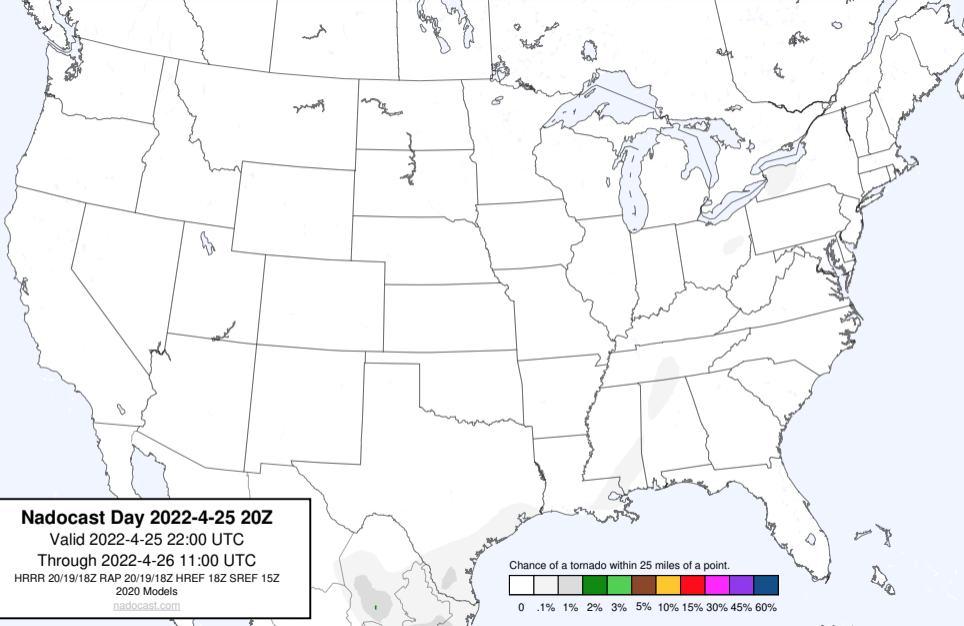 Nadocast Day 2022-4-25 20Z
Valid 2022-4-25 22:00 UTC
Through 2022-4-26 11:00 UTC
HRRR 20/19/18Z RAP 20/19/18Z HREF 18Z SREF 15Z
2020 Models
nadocast.com
Chance of a tornado within 25 miles of a point.
0 .1% 1% 2% 3% 5% 10% 15% 30% 45% 60%